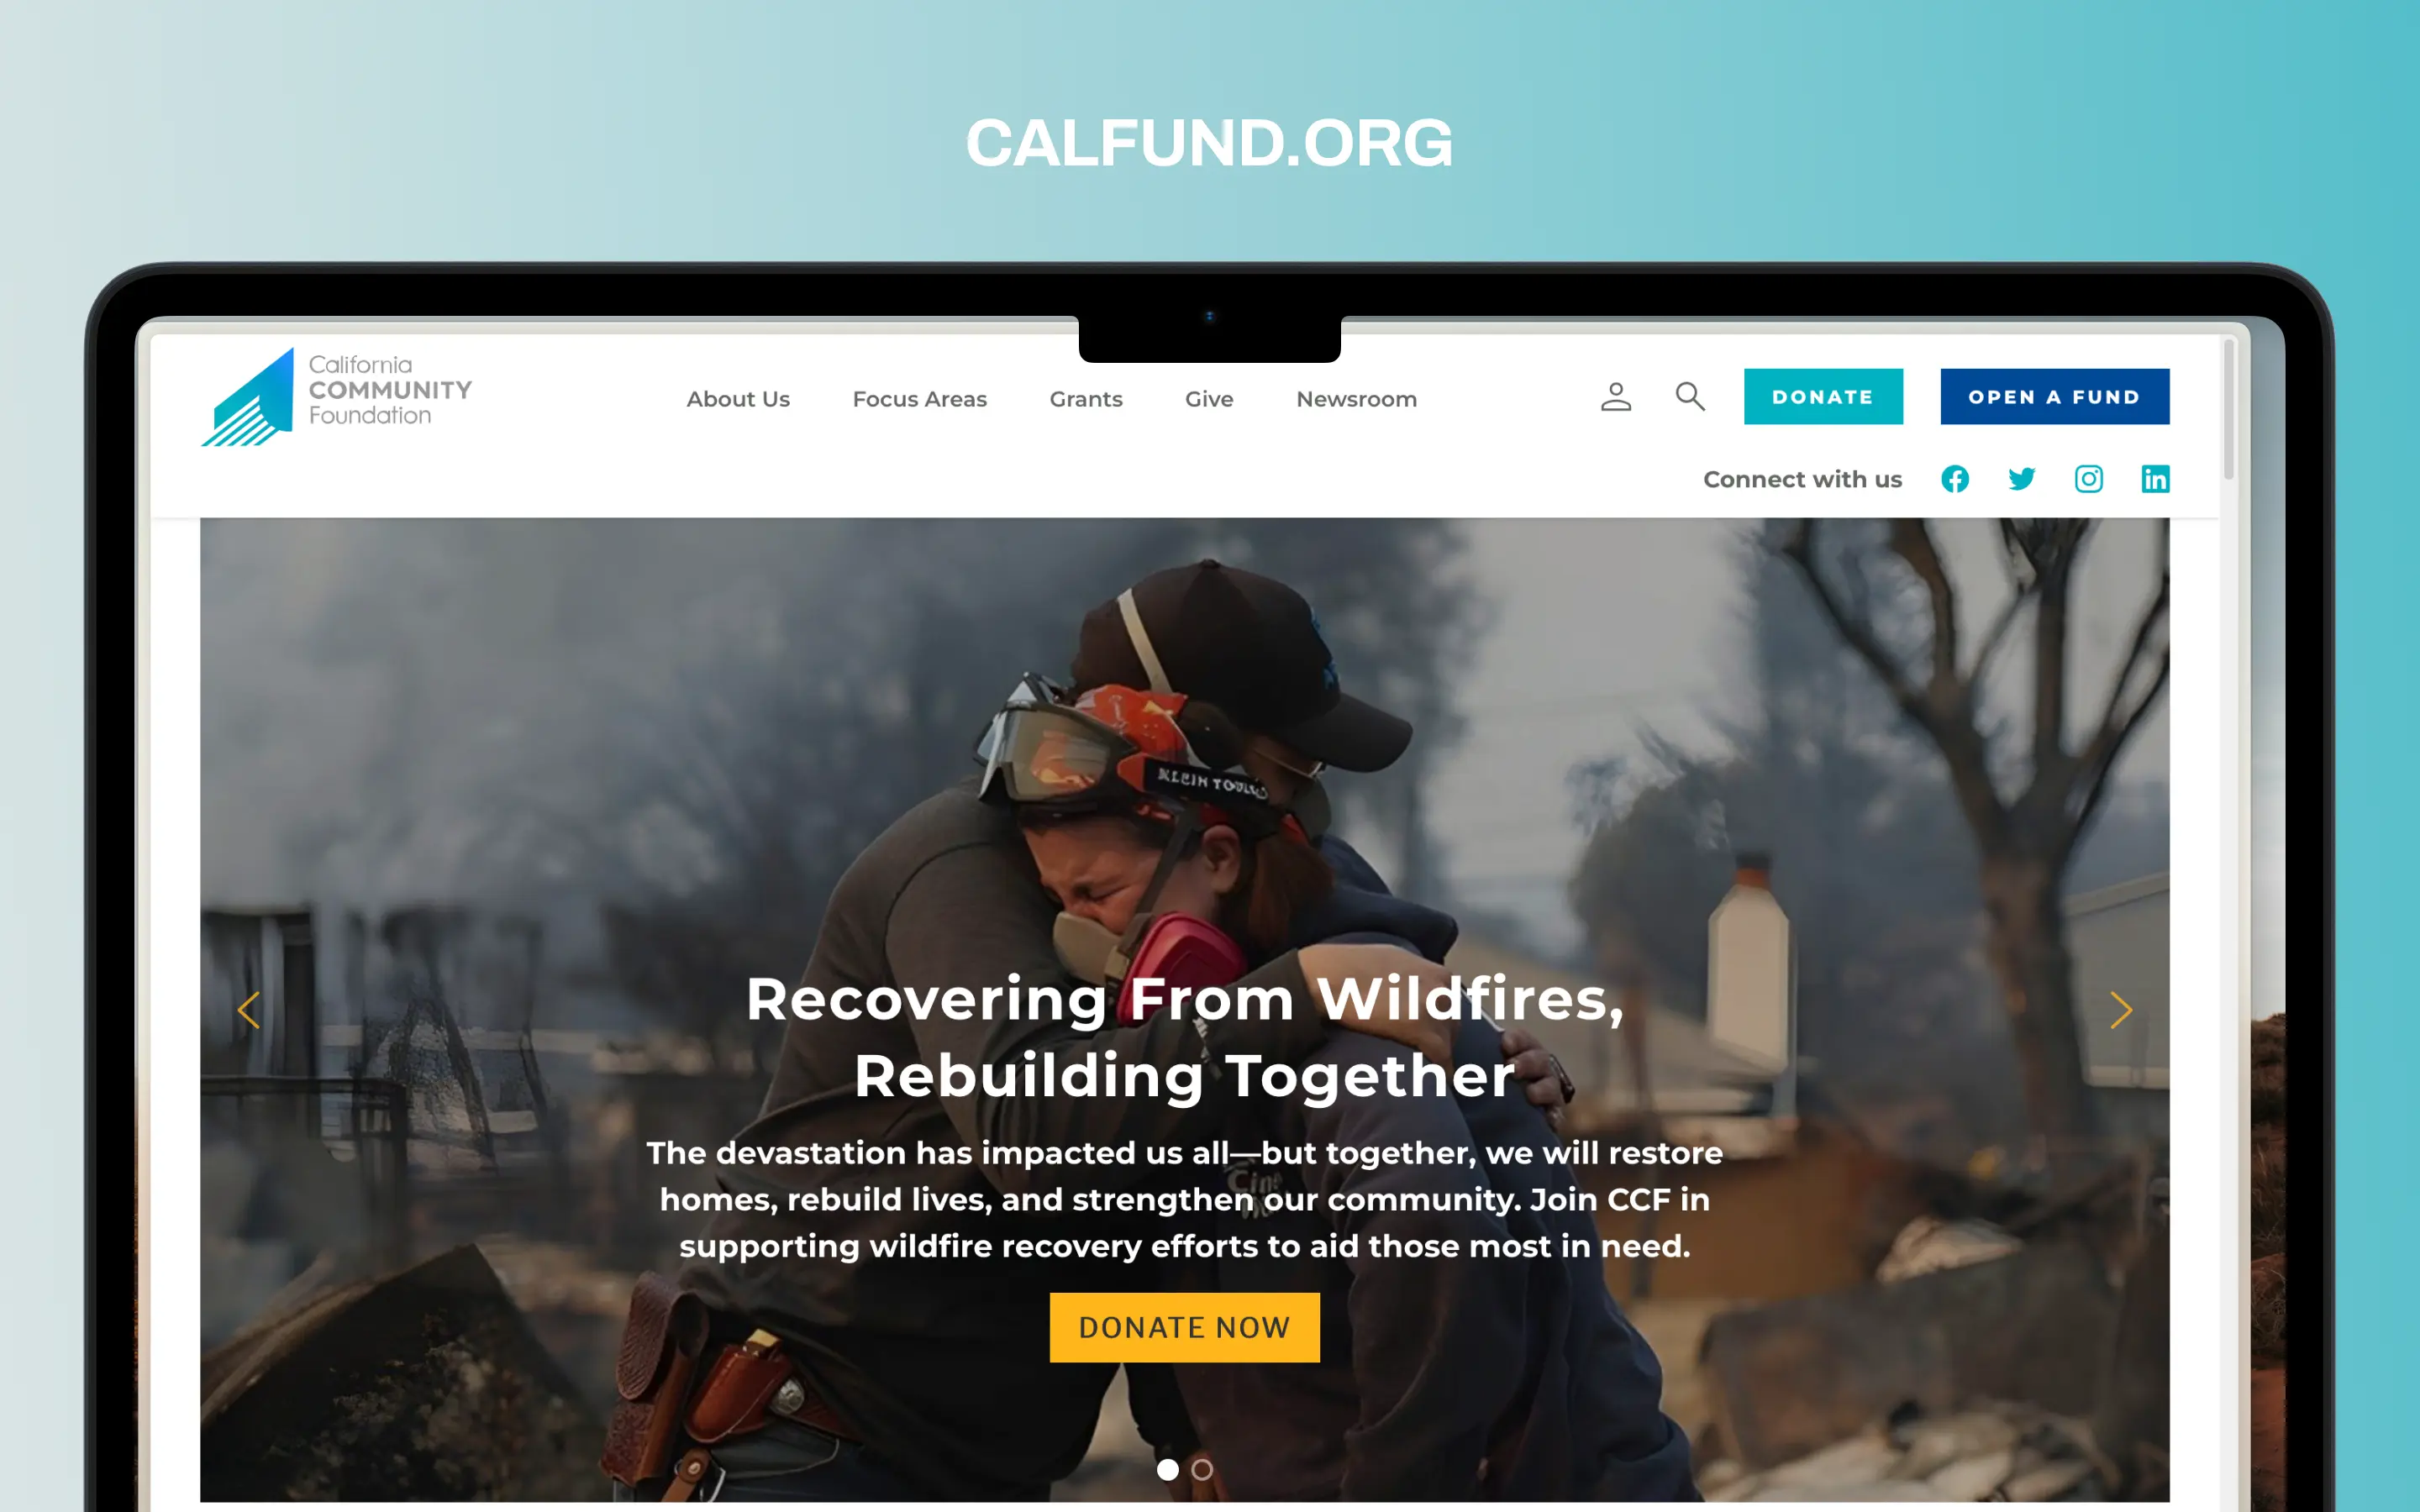 CALFUND.ORG
California
COMMUNITY
Foundation
About Us
Focus Areas
Grants
Give
Newsroom
DONATE
OPEN A FUND
Connect with us
KLEIN TOOLS
Recovering From Wildfires,
Rebuilding Together
The devastation has impacted us all—but together, we will restore
homes, rebuild lives, and strengthen our community. Join CCF in
supporting wildfire recovery efforts to aid those most in need.
DONATE NOW